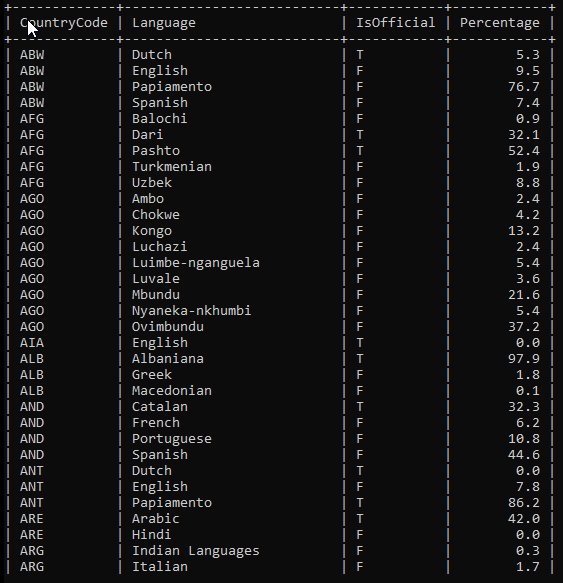 +-------------+---------------------------+------------+------------+
| CountryCode | Language                  | IsOfficial | Percentage |
+-------------+---------------------------+------------+------------+
| ABW         | Dutch                     | T          |        5.3 |
| ABW         | English                   | F          |        9.5 |
| ABW         | Papiamento                | F          |       76.7 |
| ABW         | Spanish                   | F          |        7.4 |
| AFG         | Balochi                   | F          |        0.9 |
| AFG         | Dari                      | T          |       32.1 |
| AFG         | Pashto                    | T          |       52.4 |
| AFG         | Turkmenian                | F          |        1.9 |
| AFG         | Uzbek                     | F          |        8.8 |
| AGO         | Ambo                      | F          |        2.4 |
| AGO         | Chokwe                    | F          |        4.2 |
| AGO         | Kongo                     | F          |       13.2 |
| AGO         | Luchazi                   | F          |        2.4 |
| AGO         | Luimbe-nganguela          | F          |        5.4 |
| AGO         | Luvale                    | F          |        3.6 |
| AGO         | Mbundu                    | F          |       21.6 |
| AGO         | Nyaneka-nkhumbi           | F          |        5.4 |
| AGO         | Ovimbundu                 | F          |       37.2 |
| AIA         | English                   | T          |        0.0 |
| ALB         | Albaniana                 | T          |       97.9 |
| ALB         | Greek                     | F          |        1.8 |
| ALB         | Macedonian                | F          |        0.1 |
| AND         | Catalan                   | T          |       32.3 |
| AND         | French                    | F          |        6.2 |
| AND         | Portuguese                | F          |       10.8 |
| AND         | Spanish                   | F          |       44.6 |
| ANT         | Dutch                     | T          |        0.0 |
| ANT         | English                   | F          |        7.8 |
| ANT         | Papiamento                | T          |       86.2 |
| ARE         | Arabic                    | T          |       42.0 |
| ARE         | Hindi                     | F          |        0.0 |
| ARG         | Indian Languages          | F          |        0.3 |
| ARG         | Italian                   | F          |        1.7 |